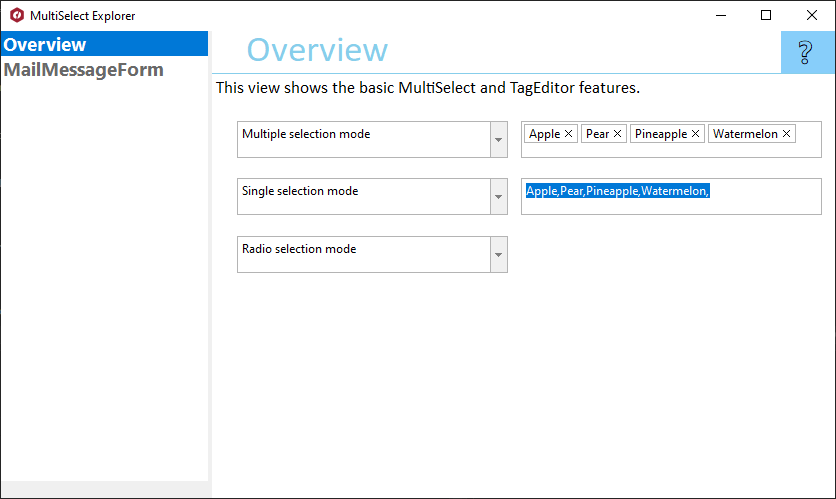 MultiSelect Explorer
Overview
MailMessageForm
Overview
?
This view shows the basic MultiSelect and TagEditor features.
Multiple selection mode
Apple Pear Pineapple Watermelon
Single selection mode
Apple,Pear,Pineapple,Watermelon,
Radio selection mode